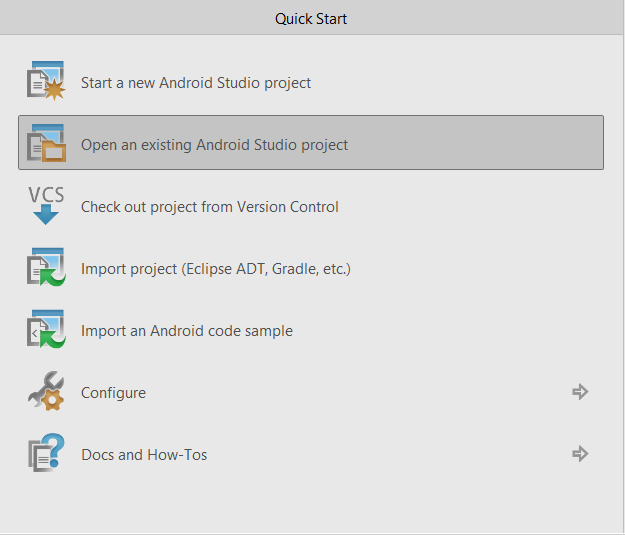 Quick Start
Start a new Android Studio project
Open an existing Android Studio project
VCS
Check out project from Version Control
Import project (Eclipse ADT, Gradle, etc.)
Import an Android code sample
Configure
Docs and How-Tos